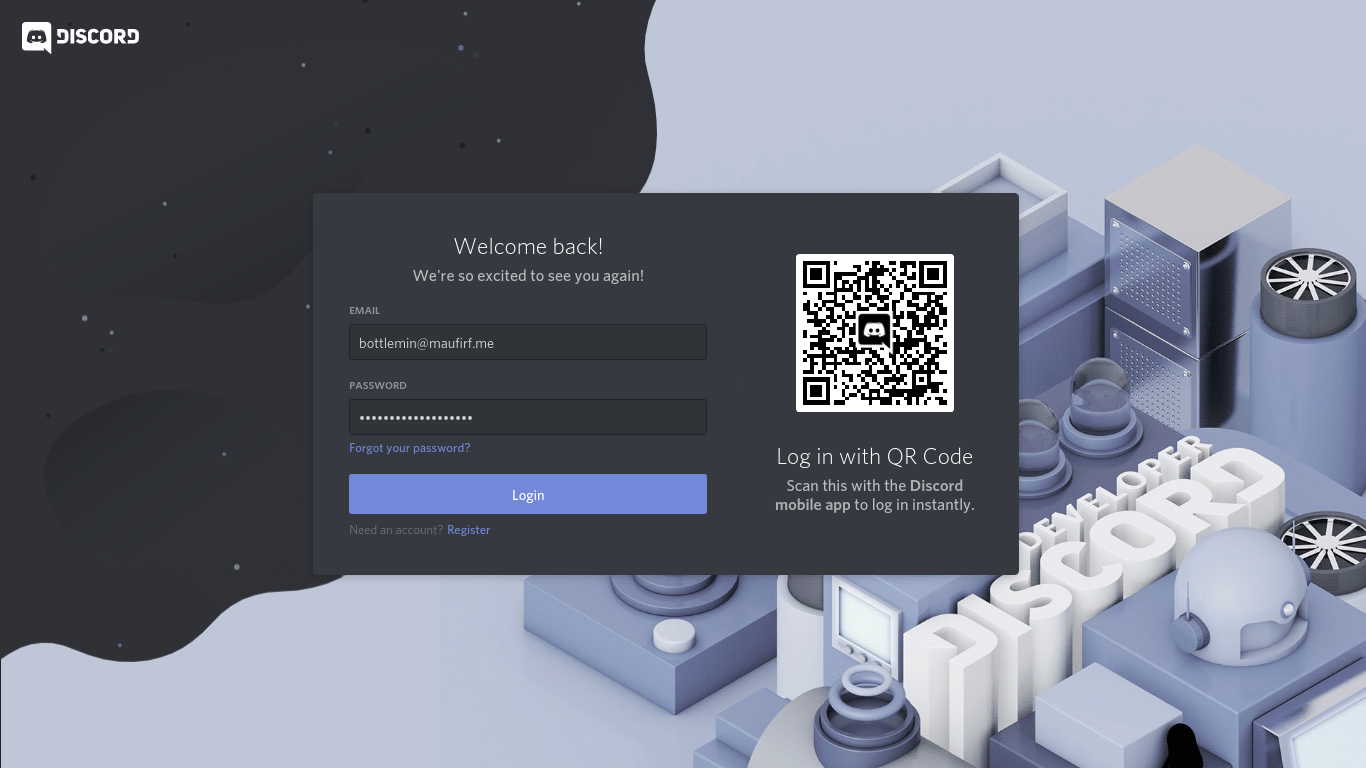 DISCORD
Welcome back!
We're so excited to see you again!
EMAIL
bottlemin@maufirf.me
PASSWORD
•••••••••••••••••••
Forgot your password?
Login
Need an account? Register
Log in with QR Code
Scan this with the Discord
mobile app to log in instantly.
DEVELOPER
DISCORD